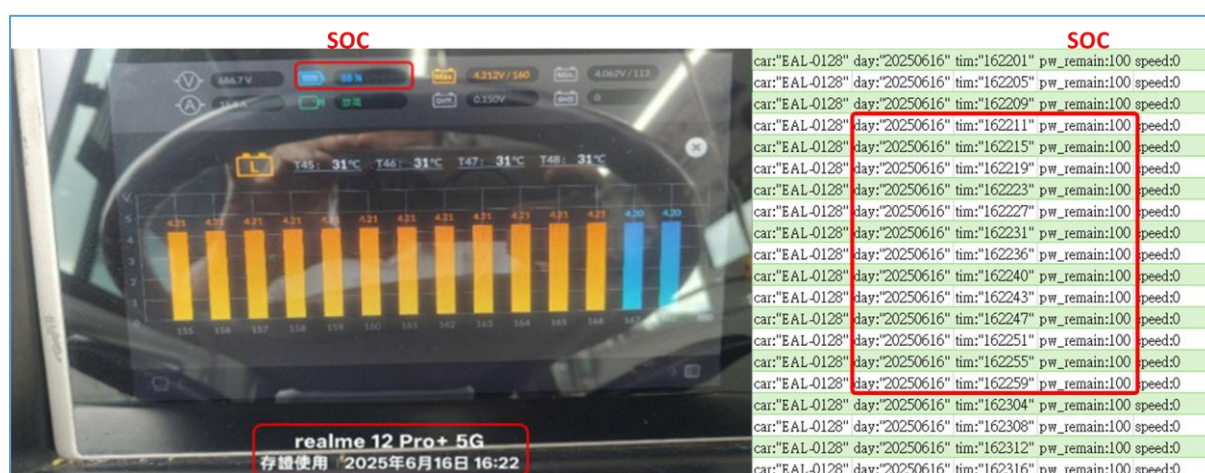 SOC
V 686.7 V 88 % Max 4.212V / 160 Min. 4.062V / 113
A 放電 Diff. 0.150V 0
L T45: 31℃ T46: 31℃ T47: 31℃ T48: 31℃
V
5
4
3
2
1
0
4.21 4.21 4.21 4.21 4.21 4.21 4.21 4.21 4.21 4.21 4.21 4.20 4.20
155 156 157 158 159 160 161 162 163 164 165 166 167
realme 12 Pro+ 5G
存證使用 2025年6月16日 16:22
SOC
car:"EAL-0128" day:"20250616" tim:"162201" pw_remain:100 speed:0
car:"EAL-0128" day:"20250616" tim:"162205" pw_remain:100 speed:0
car:"EAL-0128" day:"20250616" tim:"162209" pw_remain:100 speed:0
car:"EAL-0128" day:"20250616" tim:"162211" pw_remain:100 speed:0
car:"EAL-0128" day:"20250616" tim:"162215" pw_remain:100 speed:0
car:"EAL-0128" day:"20250616" tim:"162219" pw_remain:100 speed:0
car:"EAL-0128" day:"20250616" tim:"162223" pw_remain:100 speed:0
car:"EAL-0128" day:"20250616" tim:"162227" pw_remain:100 speed:0
car:"EAL-0128" day:"20250616" tim:"162231" pw_remain:100 speed:0
car:"EAL-0128" day:"20250616" tim:"162236" pw_remain:100 speed:0
car:"EAL-0128" day:"20250616" tim:"162240" pw_remain:100 speed:0
car:"EAL-0128" day:"20250616" tim:"162243" pw_remain:100 speed:0
car:"EAL-0128" day:"20250616" tim:"162247" pw_remain:100 speed:0
car:"EAL-0128" day:"20250616" tim:"162251" pw_remain:100 speed:0
car:"EAL-0128" day:"20250616" tim:"162255" pw_remain:100 speed:0
car:"EAL-0128" day:"20250616" tim:"162259" pw_remain:100 speed:0
car:"EAL-0128" day:"20250616" tim:"162304" pw_remain:100 speed:0
car:"EAL-0128" day:"20250616" tim:"162308" pw_remain:100 speed:0
car:"EAL-0128" day:"20250616" tim:"162312" pw_remain:100 speed:0
car:"EAL-0128" day:"20250616" tim:"162316" pw_remain:100 speed:0